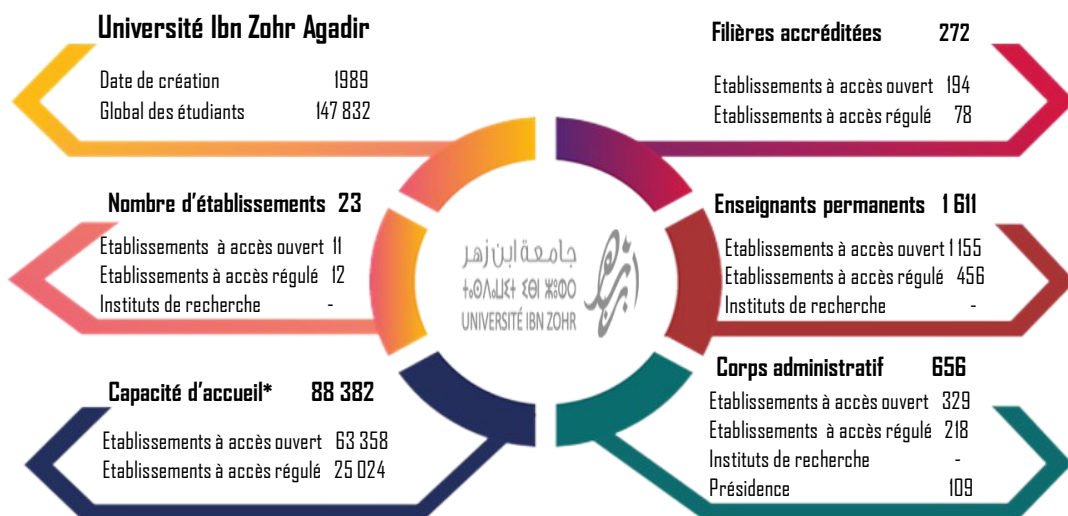 Université Ibn Zohr Agadir
Date de création 1989
Global des étudiants 147 832
Nombre d'établissements 23
Etablissements à accès ouvert 11
Etablissements à accès régulé 12
Instituts de recherche -
Capacité d'accueil* 88 382
Etablissements à accès ouvert 63 358
Etablissements à accès régulé 25 024
جامعة ابن زهر
ⵜⴰⵙⴷⴰⵡⵉⵜ ⵉⴱⵏ ⵣⵓⵀⵔ
UNIVERSITÉ IBN ZOHR
Filières accréditées 272
Etablissements à accès ouvert 194
Etablissements à accès régulé 78
Enseignants permanents 1 611
Etablissements à accès ouvert 1 155
Etablissements à accès régulé 456
Instituts de recherche -
Corps administratif 656
Etablissements à accès ouvert 329
Etablissements à accès régulé 218
Instituts de recherche -
Présidence 109